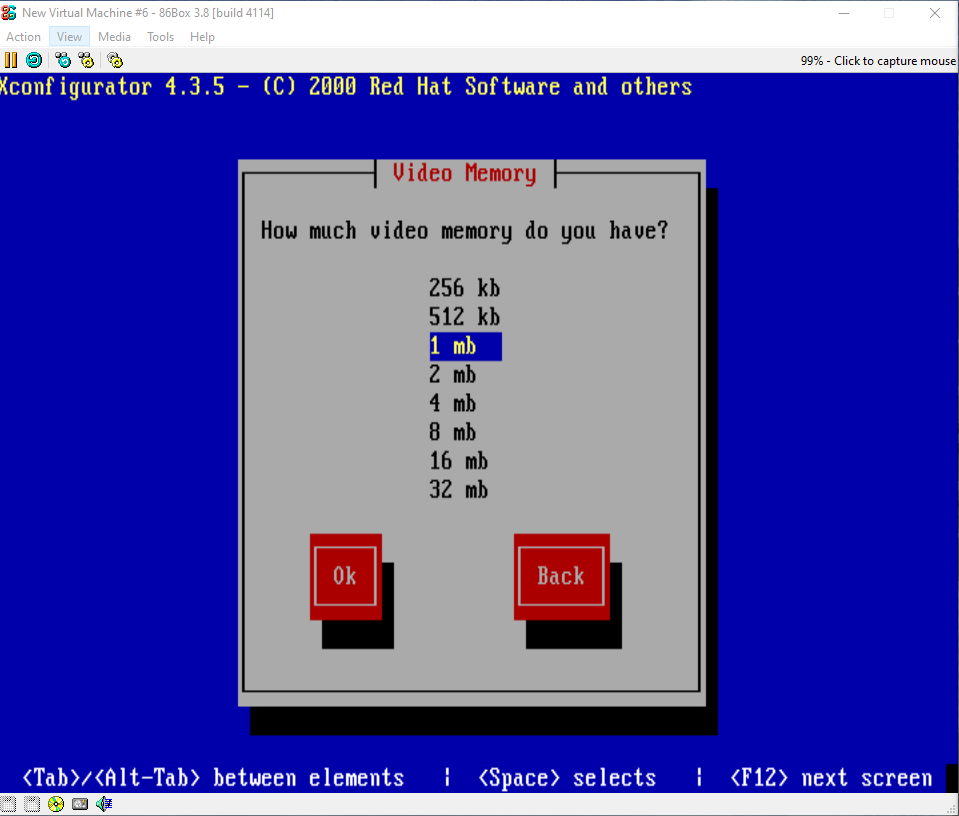 New Virtual Machine #6 - 86Box 3.8 [build 4114]
Action View Media Tools Help
99% - Click to capture mouse
Xconfigurator 4.3.5 - (C) 2000 Red Hat Software and others
Video Memory
How much video memory do you have?
256 kb
512 kb
1 mb
2 mb
4 mb
8 mb
16 mb
32 mb
Ok Back
<Tab>/<Alt-Tab> between elements | <Space> selects | <F12> next screen